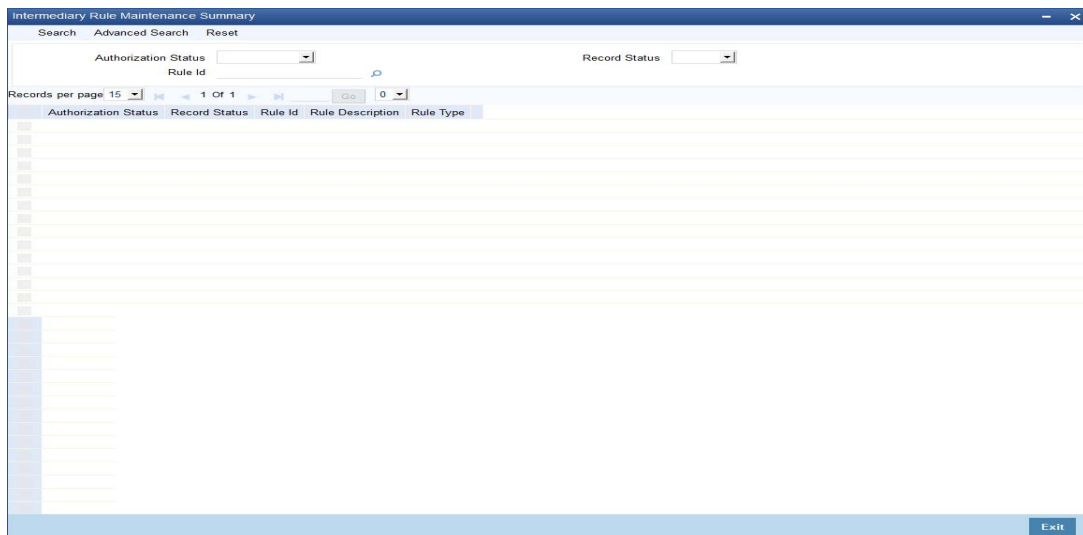 Intermediary Rule Maintenance Summary
Search Advanced Search Reset
Authorization Status Record Status
Rule Id
Records per page 15 1 Of 1 Go 0
Authorization Status Record Status Rule Id Rule Description Rule Type
Exit